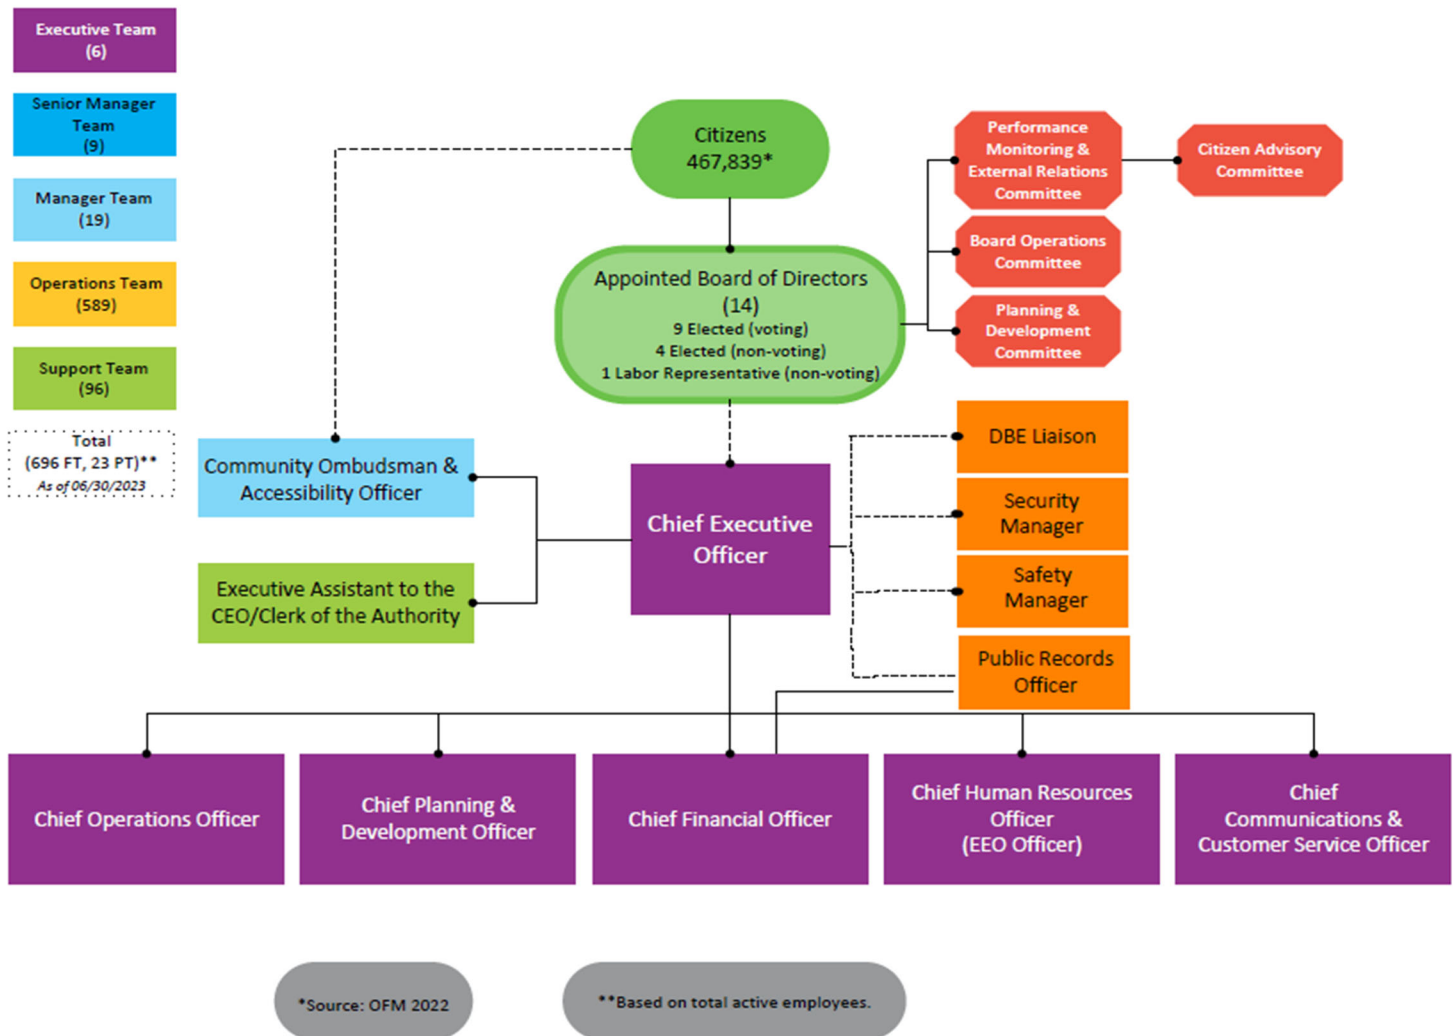 Executive Team
(6)
Senior Manager
Team
(9)
Manager Team
(19)
Operations Team
(589)
Support Team
(96)
Total
(696 FT, 23 PT)**
As of 06/30/2023
Citizens
467,839*
Appointed Board of Directors
(14)
9 Elected (voting)
4 Elected (non-voting)
1 Labor Representative (non-voting)
Performance
Monitoring &
External Relations
Committee
Citizen Advisory
Committee
Board Operations
Committee
Planning &
Development
Committee
Community Ombudsman &
Accessibility Officer
Executive Assistant to the
CEO/Clerk of the Authority
Chief Executive
Officer
DBE Liaison
Security
Manager
Safety
Manager
Public Records
Officer
Chief Operations Officer
Chief Planning &
Development Officer
Chief Financial Officer
Chief Human Resources
Officer
(EEO Officer)
Chief
Communications &
Customer Service Officer
*Source: OFM 2022
**Based on total active employees.